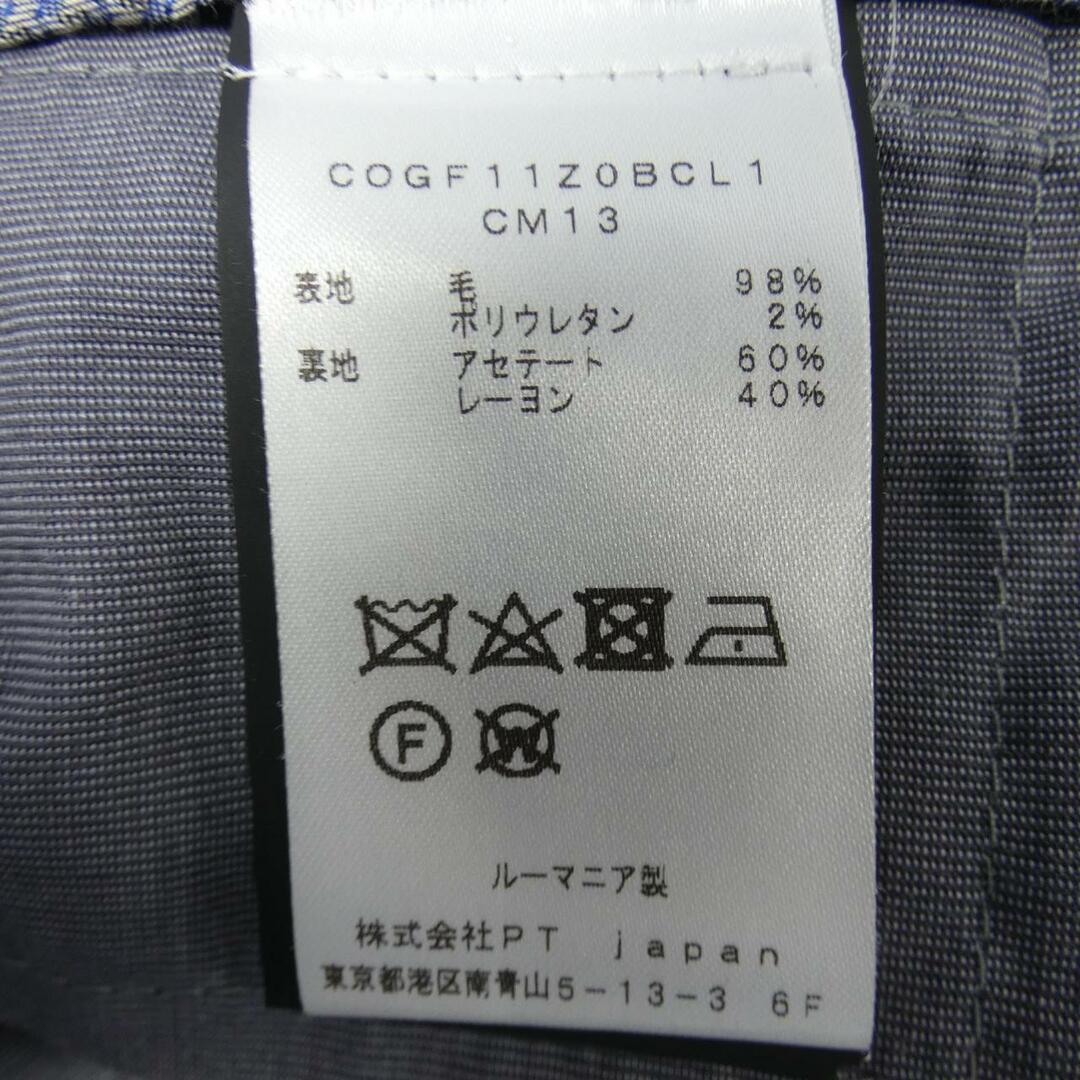 COGF11Z0BCL1
CM13
表地 毛 98%
ポリウレタン 2%
裏地 アセテート 60%
レーヨン 40%
F W
ルーマニア製
株式会社PT japan
東京都港区南青山5-13-3 6F